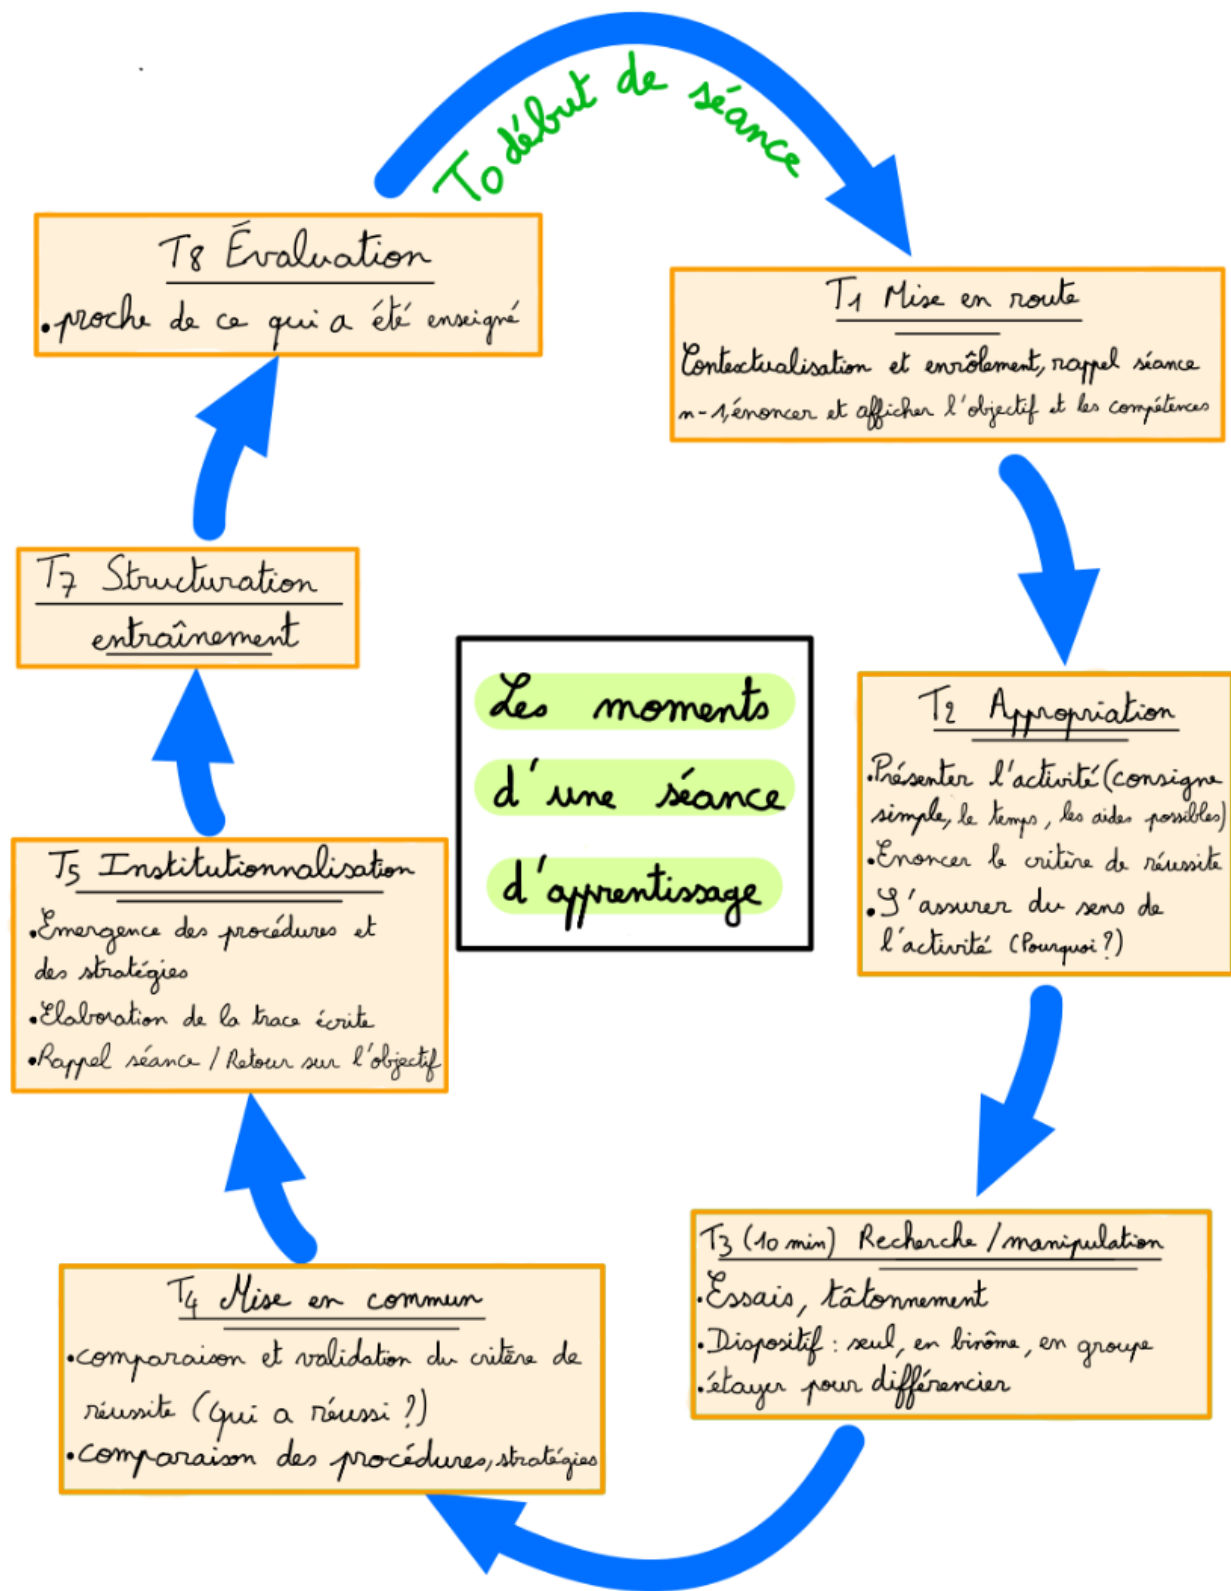 To début de séance
T1 Mise en route
Contextualisation et enrôlement, rappel séance
n-1, énoncer et afficher l'objectif et les compétences
T2 Appropriation
•Présenter l'activité (consigne
simple, le temps, les aides possibles)
•Enoncer le critère de réussite
•S'assurer du sens de
l'activité (Pourquoi ?)
T3 (10 min) Recherche / manipulation
•Essais, tâtonnement
•Dispositif : seul, en binôme, en groupe
•étayer pour différencier
T4 Mise en commun
•comparaison et validation du critère de
réussite (Qui a réussi ?)
•comparaison des procédures, stratégies
T5 Institutionnalisation
•Emergence des procédures et
des stratégies
•Elaboration de la trace écrite
•Rappel séance / Retour sur l'objectif
T7 Structuration
entraînement
T8 Évaluation
•proche de ce qui a été enseigné
Les moments
d'une séance
d'apprentissage